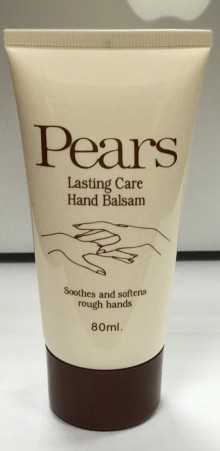 Pears
Lasting Care
Hand Balsam
Soothes and softens
rough hands
80ml.